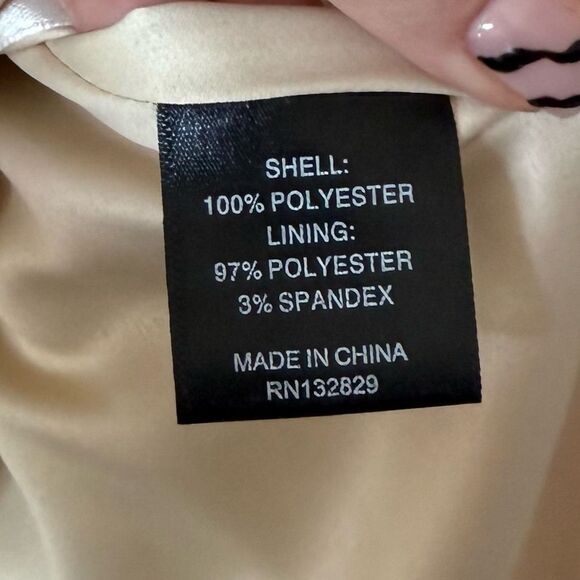 SHELL:
100% POLYESTER
LINING:
97% POLYESTER
3% SPANDEX
MADE IN CHINA
RN132829